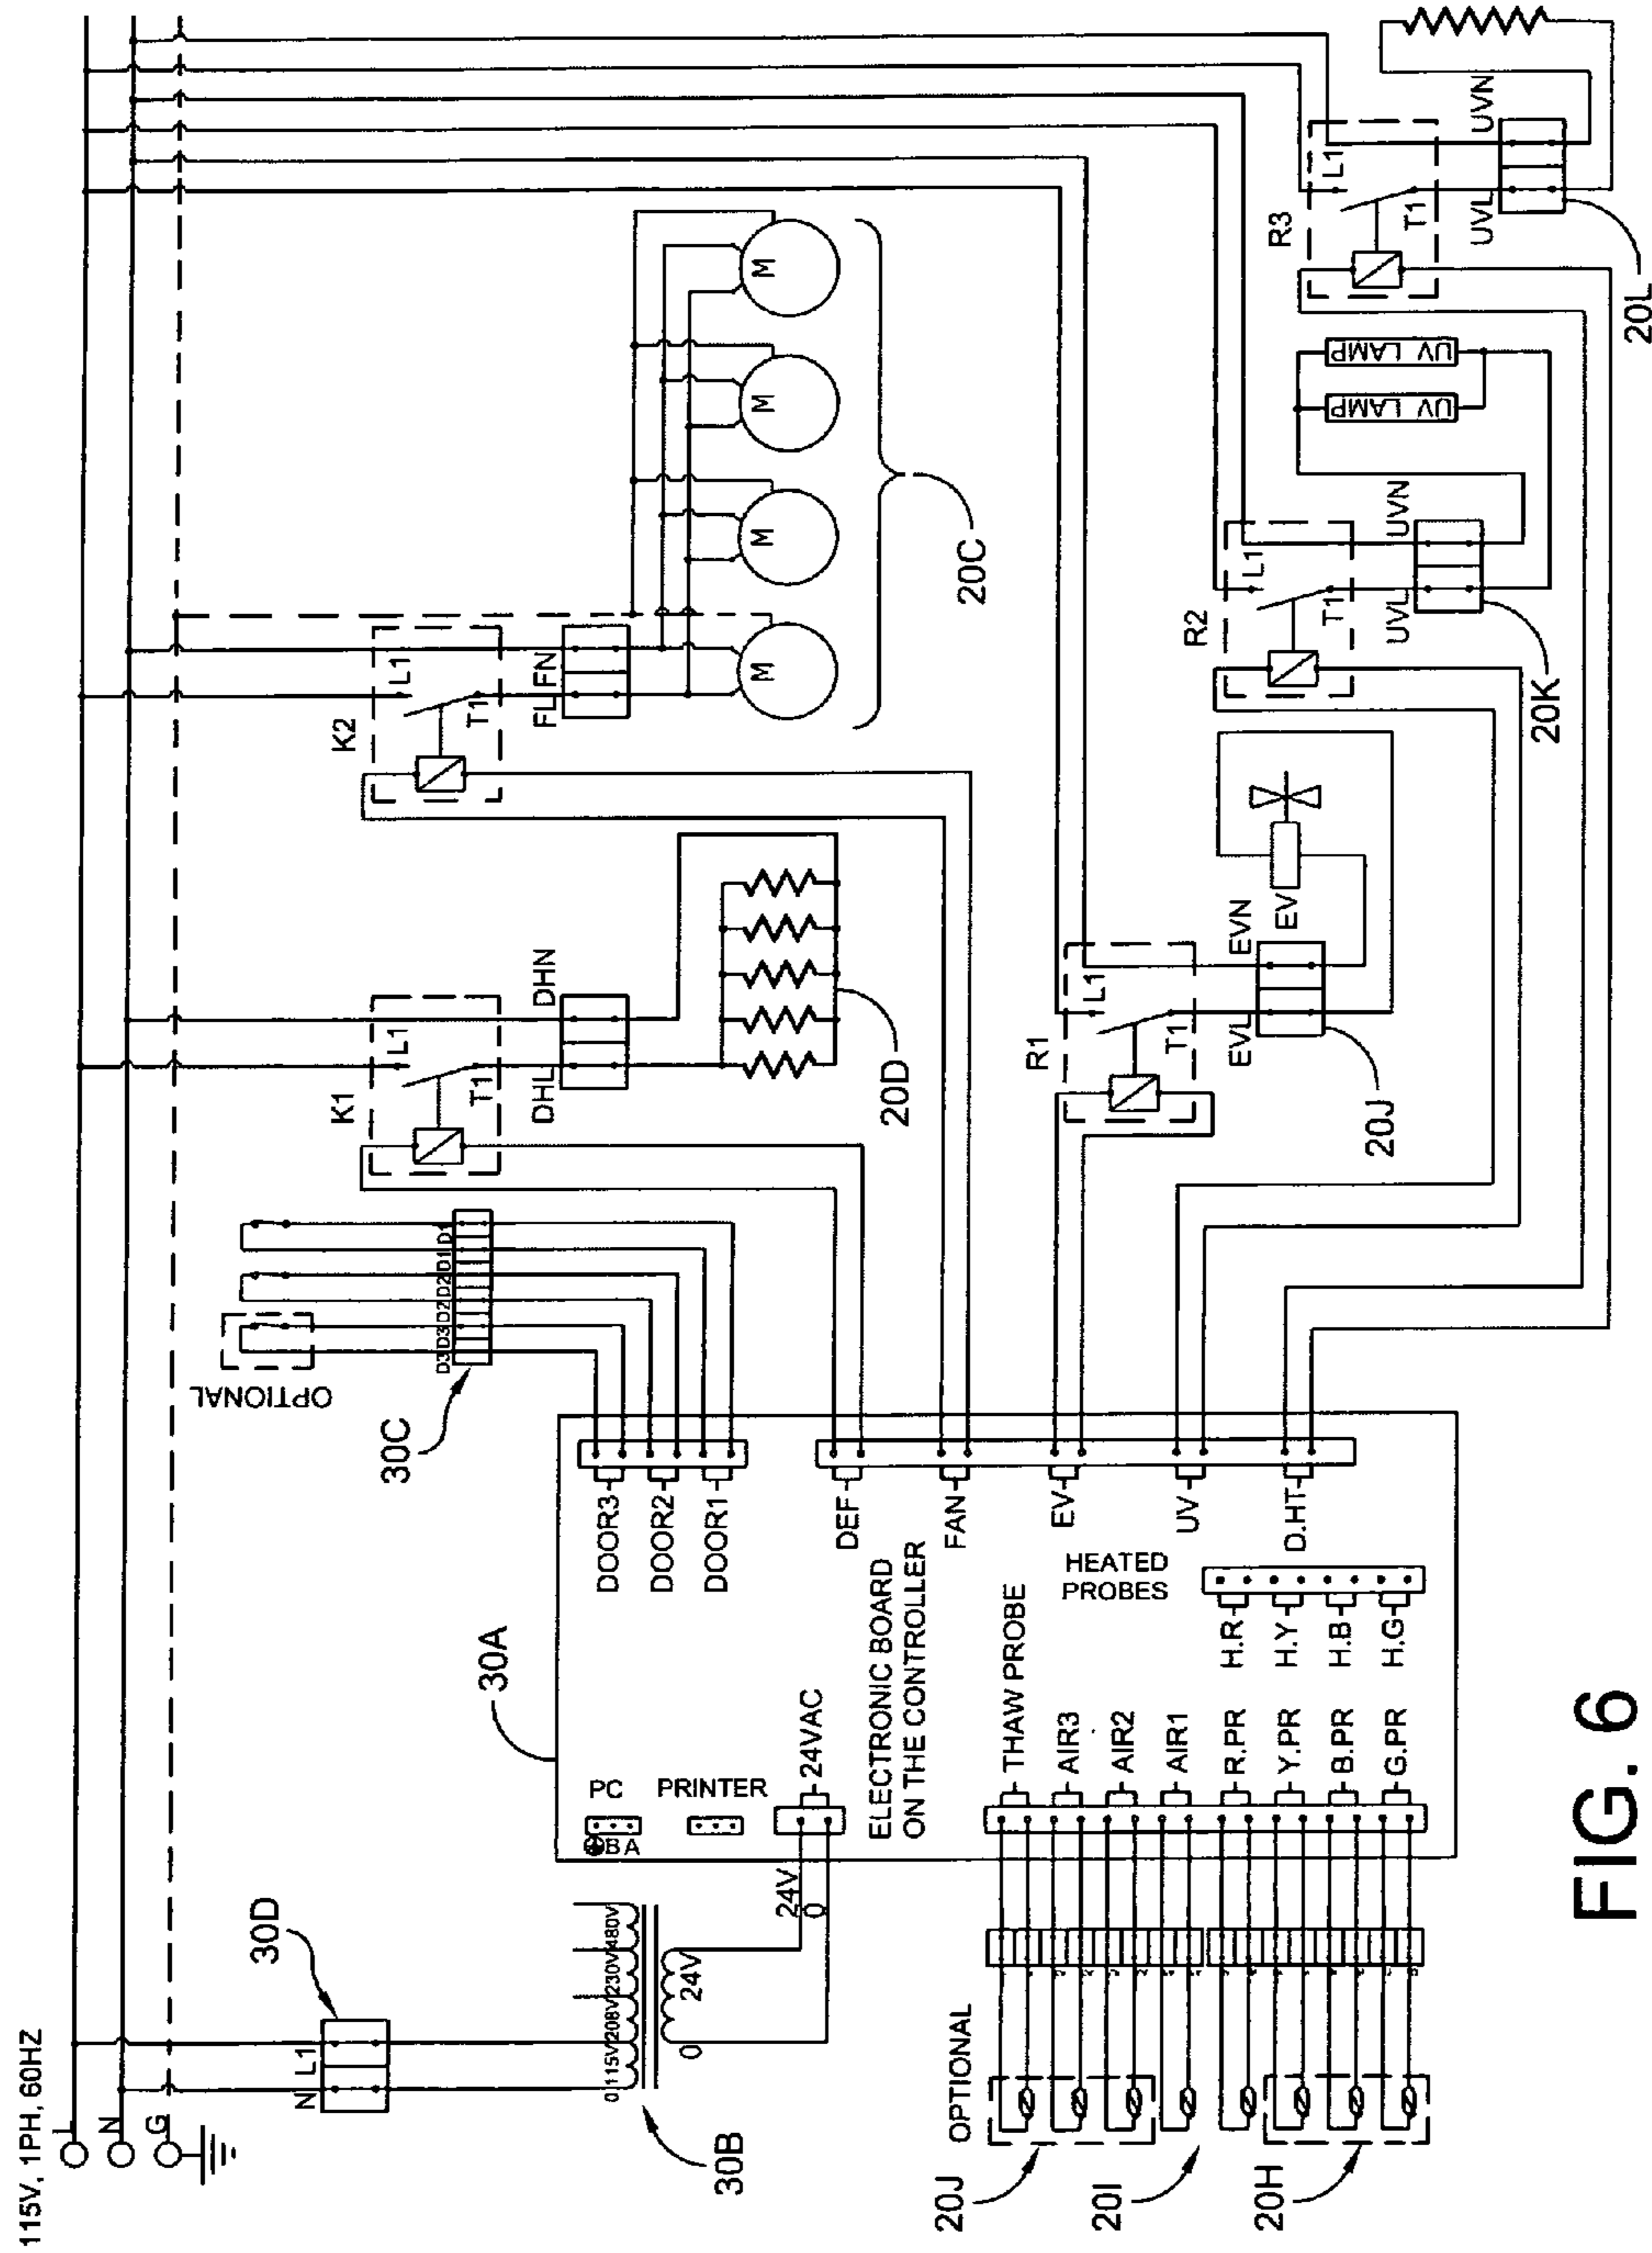 115V, 1PH, 60HZ
L
N
G
30D
N L1
0 115V 208V 230V 480V
0 24V
30B
24V
0
30A
PC
BA
PRINTER
24VAC
ELECTRONIC BOARD
ON THE CONTROLLER
DOOR3
DOOR2
DOOR1
DEF
FAN
EV
UV
D.HT
THAW PROBE
AIR3
AIR2
AIR1
R.PR
Y.PR
B.PR
G.PR
HEATED
PROBES
H.R
H.Y
H.B
H.G
OPTIONAL
20J
20I
20H
OPTIONAL
D3 D3 D2 D2 D1 D1
30C
K1
L1
T1
DHL DHN
20D
K2
L1
T1
FL FN
M
M
M
M
20C
R1
L1
T1
EVL EVN
EV
20J
R2
L1
T1
UVL UVN
UV LAMP
UV LAMP
20K
R3
L1
T1
UVL UVN
20L
FIG. 6